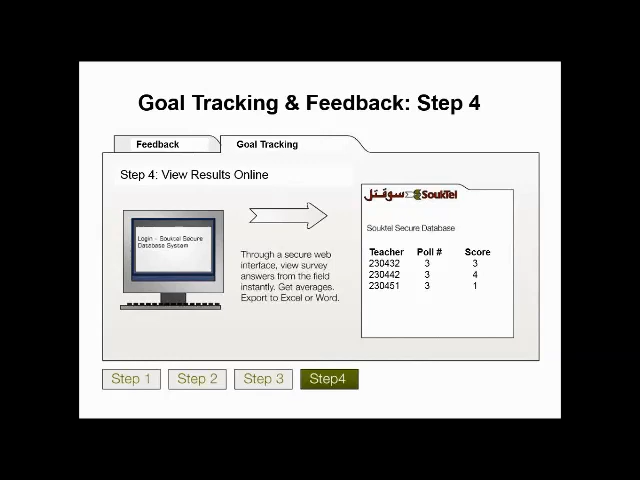 Goal Tracking & Feedback: Step 4
Feedback
Goal Tracking
Step 4: View Results Online
Login - Souktel Secure
Database System
Through a secure web
interface, view survey
answers from the field
instantly. Get averages.
Export to Excel or Word.
سوقتل SoukTel
Souktel Secure Database
Teacher Poll # Score
230432 3 3
230442 3 4
230451 3 1
Step 1 Step 2 Step 3 Step4